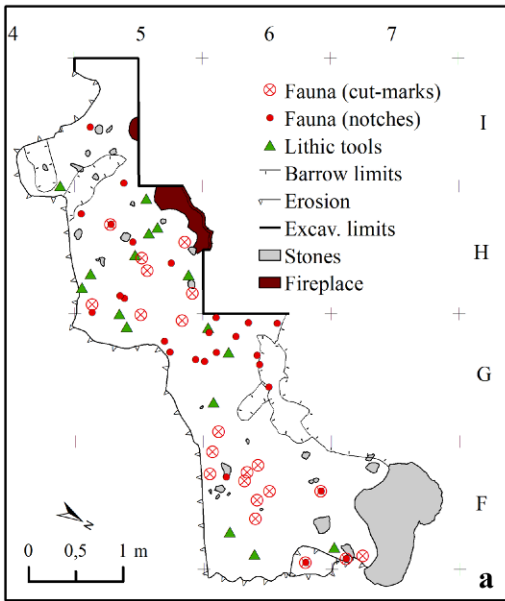 4 5 6 7
Fauna (cut-marks)
I
Fauna (notches)
Lithic tools
Barrow limits
Erosion
Excav. limits
H
Stones
Fireplace
G
F
N
0 0,5 1 m
a